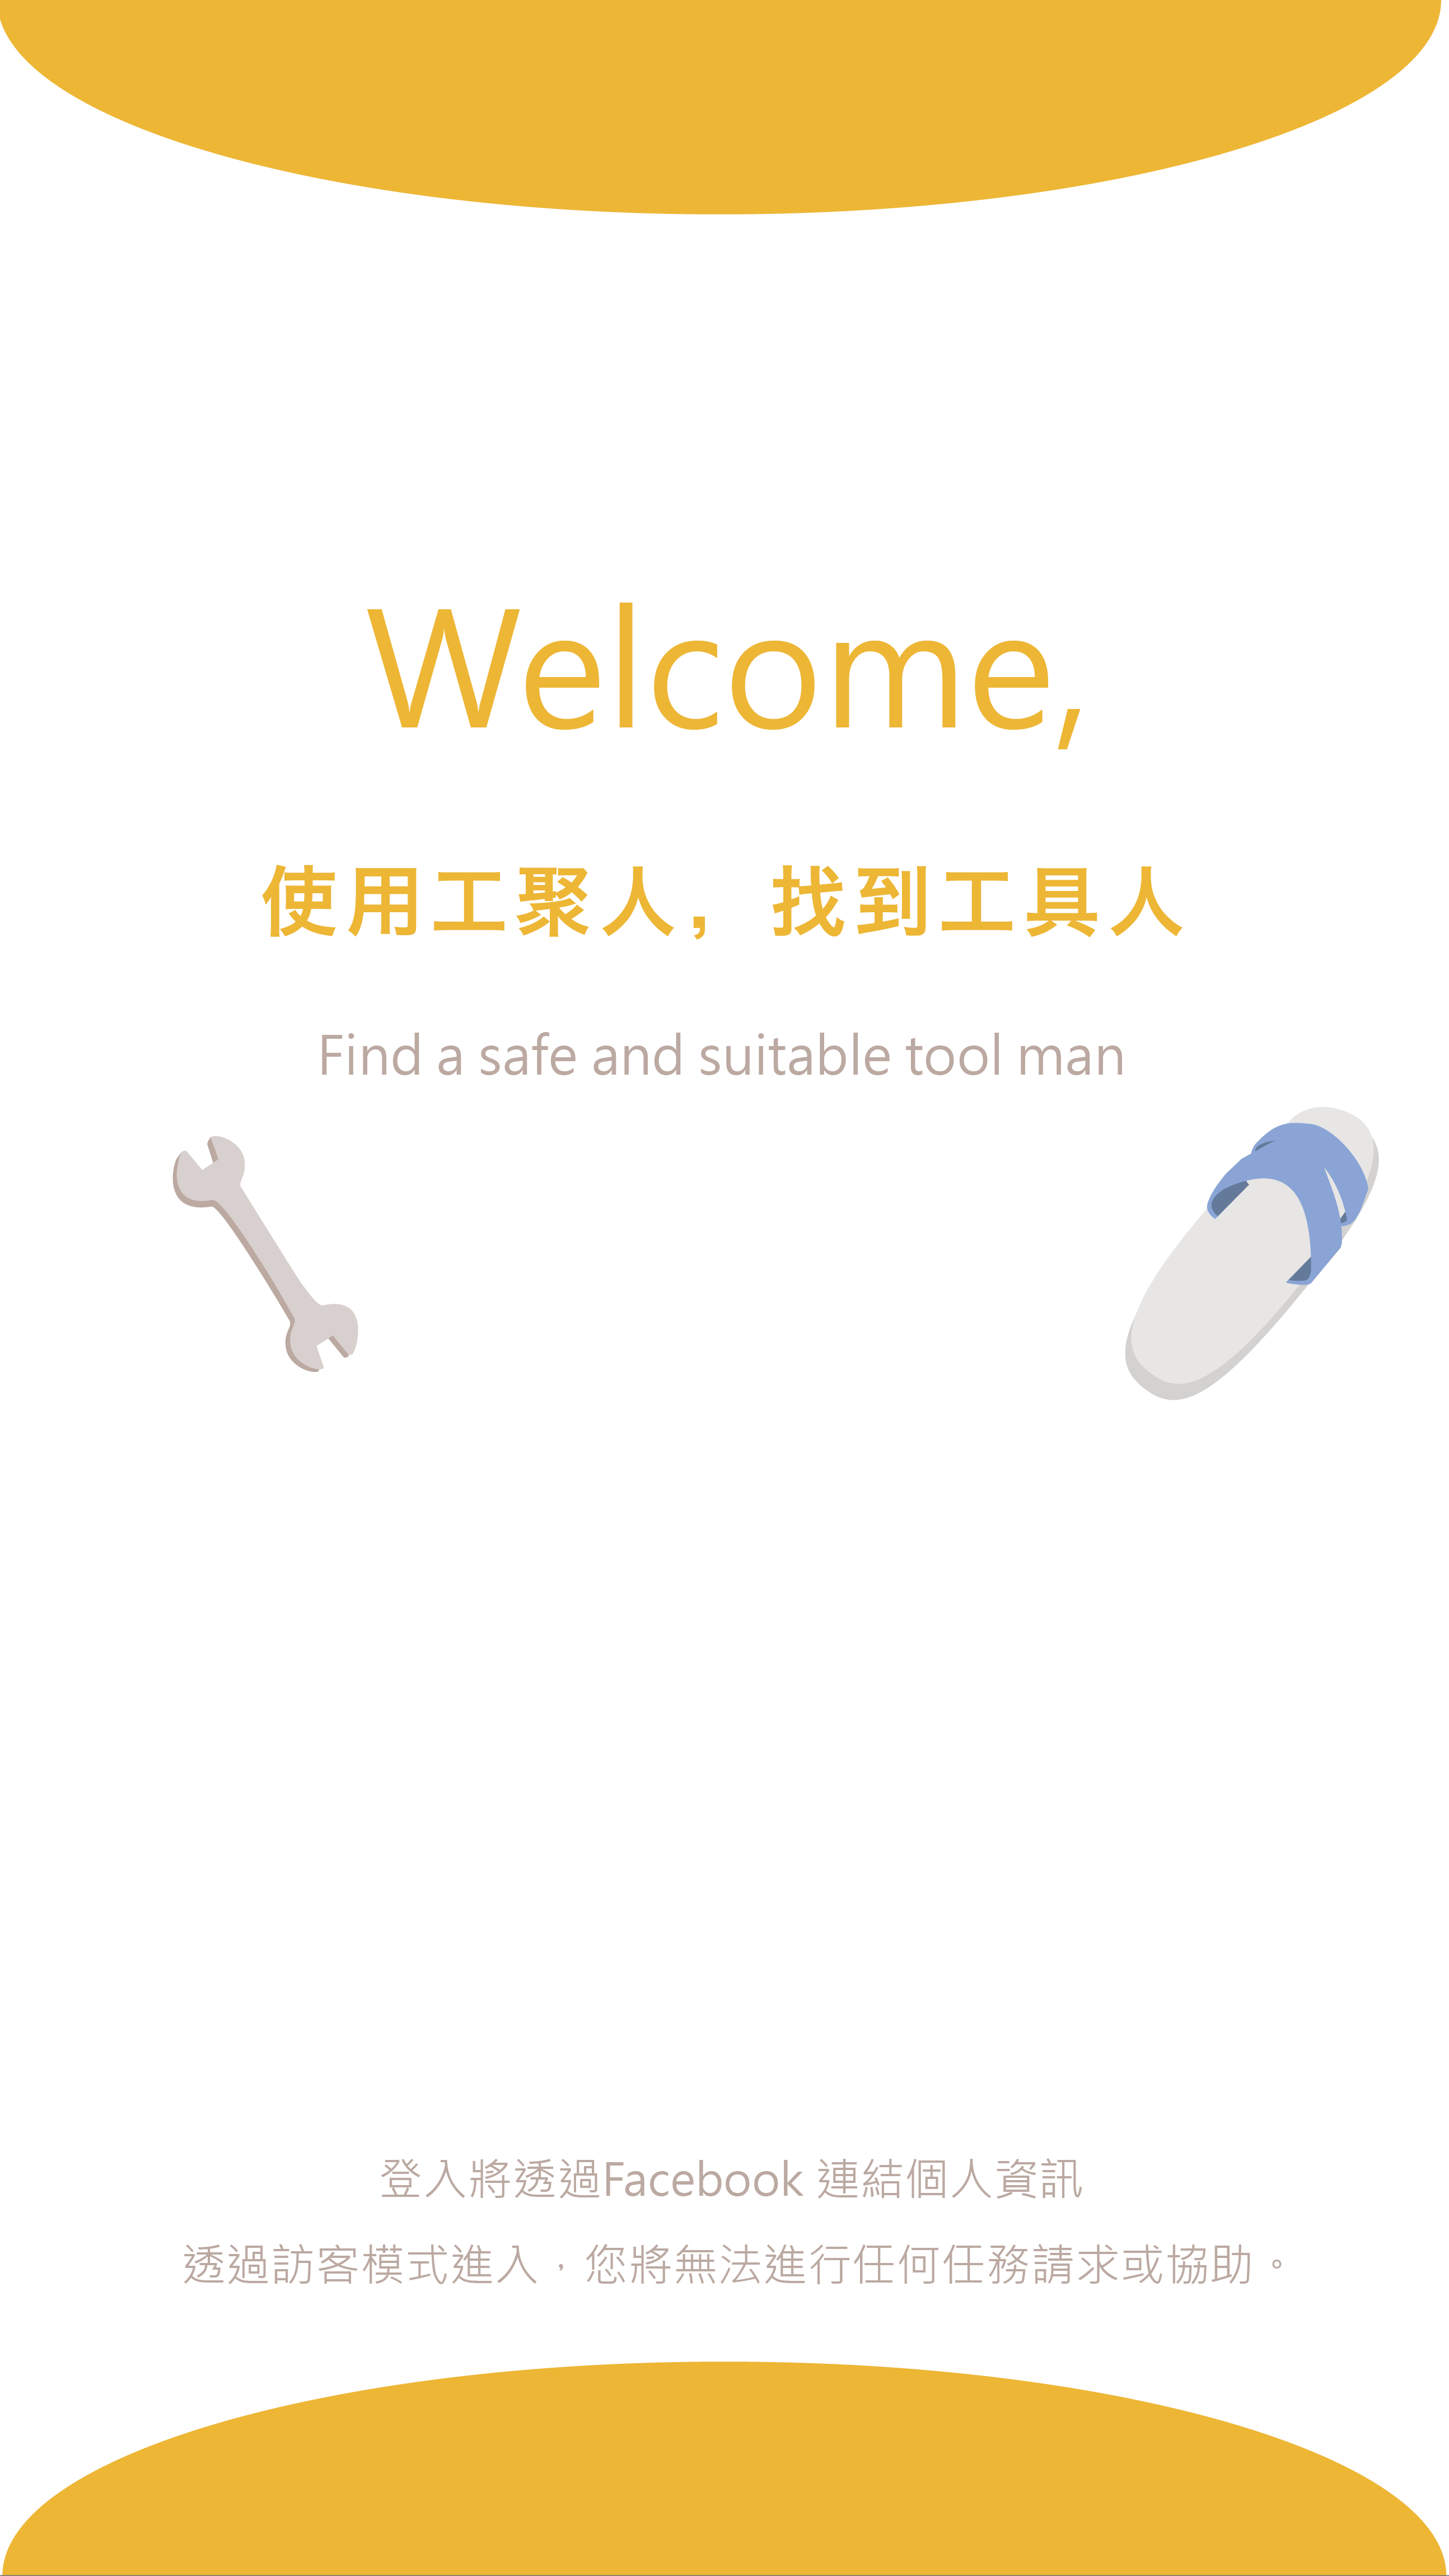 Welcome,
使用工聚人，找到工具人
Find a safe and suitable tool man
登入將透過Facebook 連結個人資訊
透過訪客模式進入，您將無法進行任何任務請求或協助。